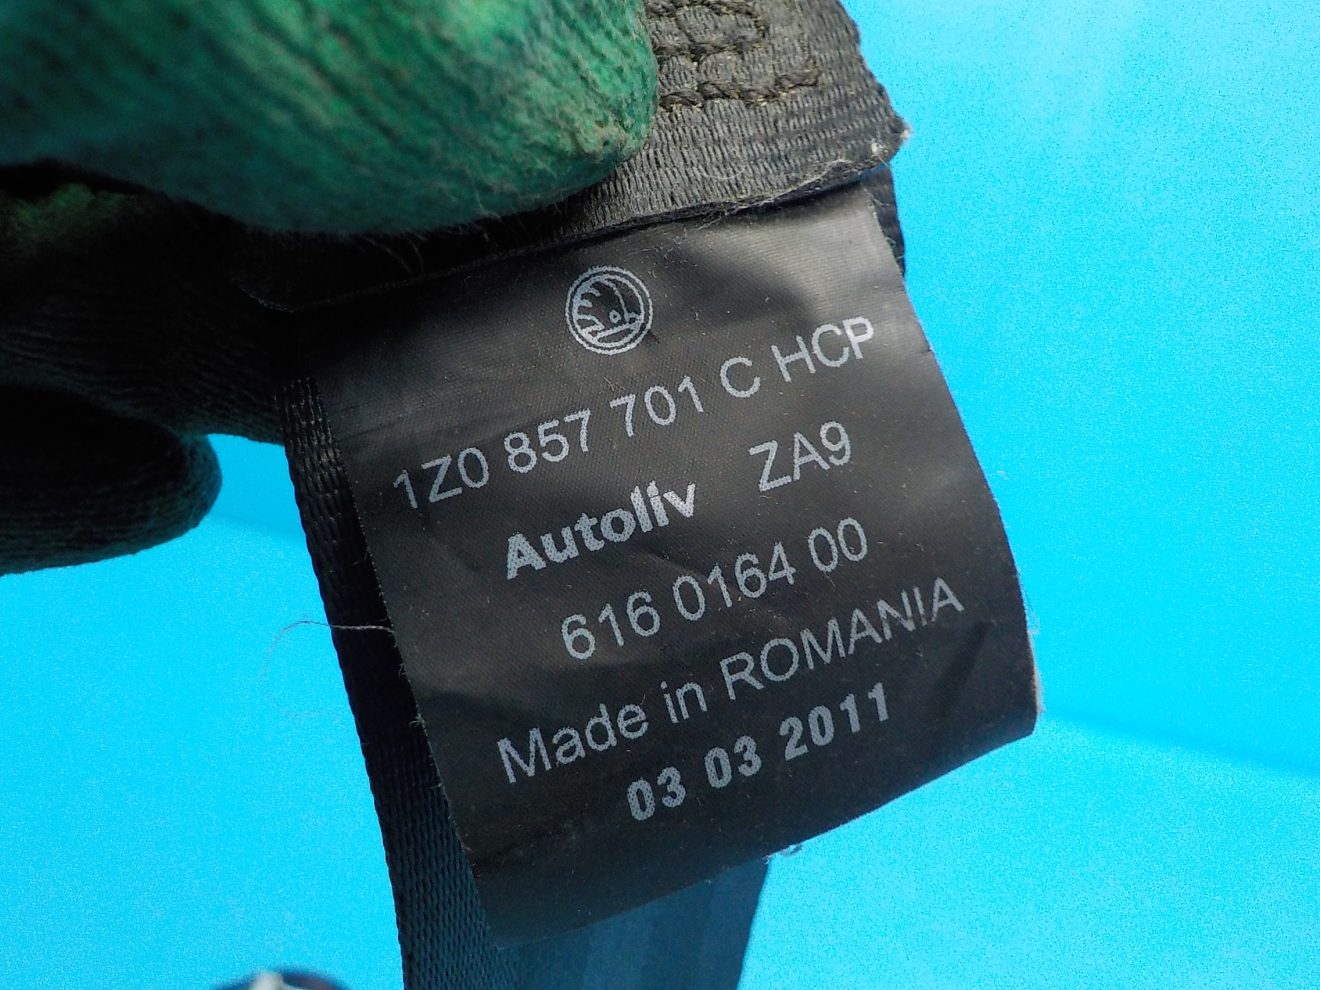 1Z0 857 701 C HCP
Autoliv ZA9
616 0164 00
Made in ROMANIA
03 03 2011